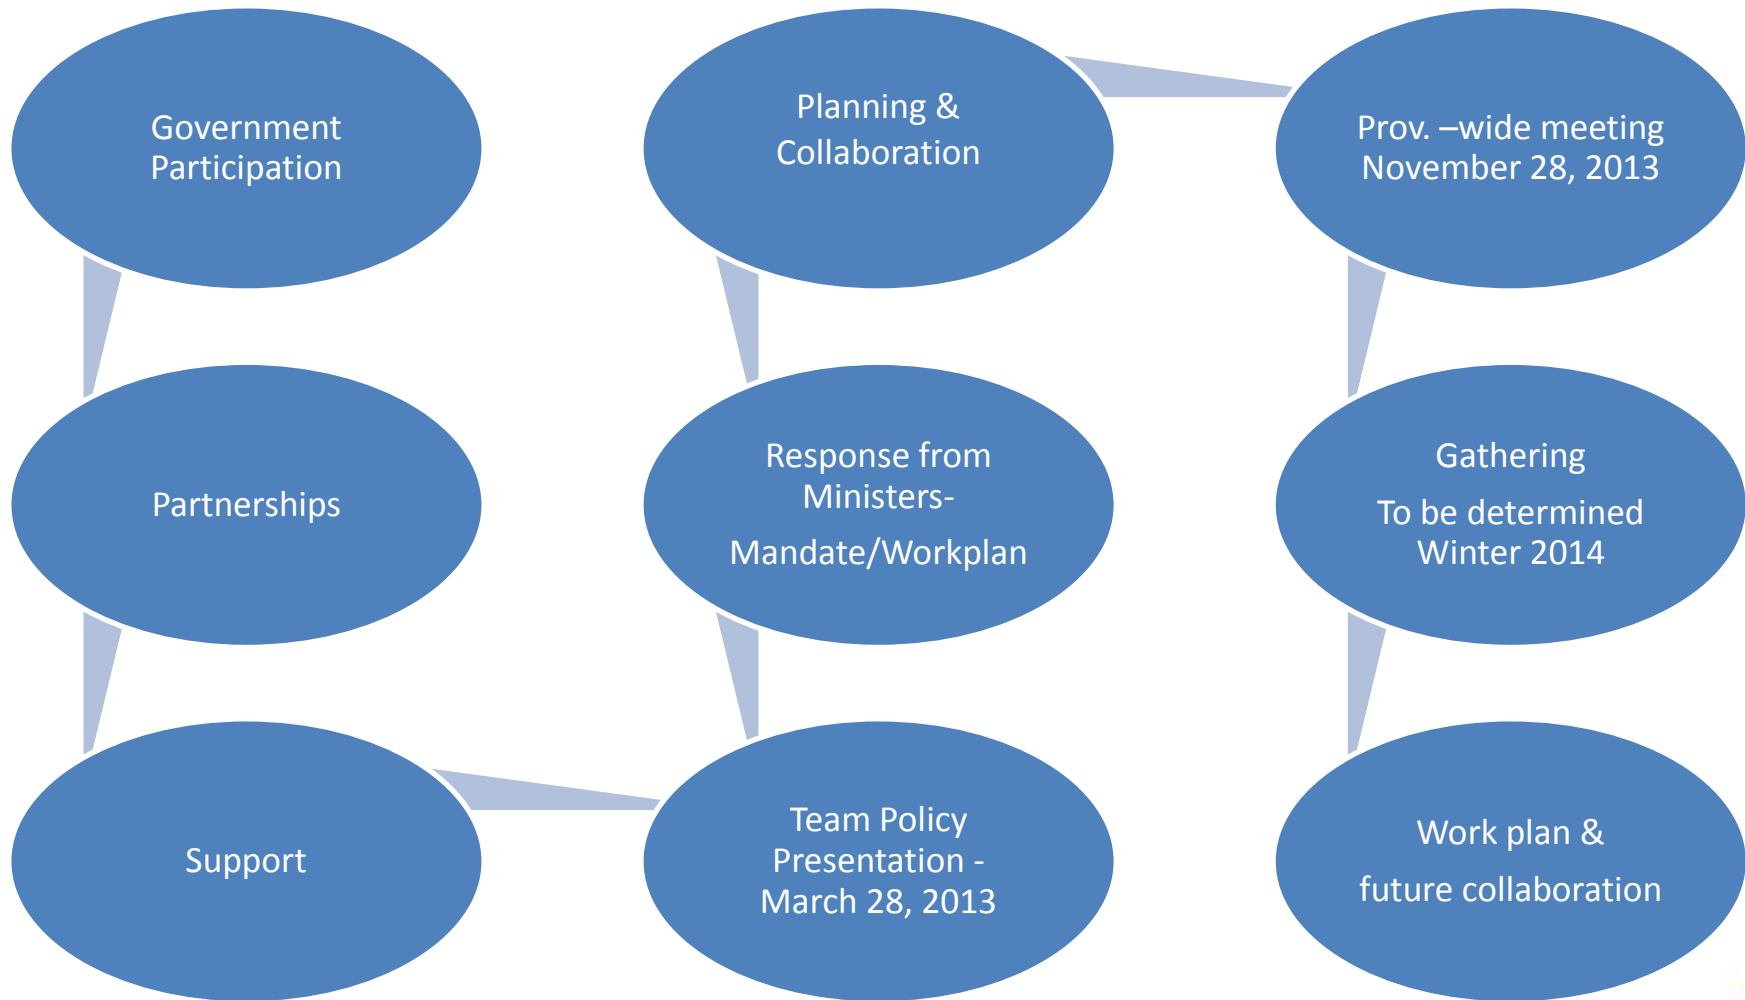 Government
Participation
Partnerships
Support
Team Policy
Presentation -
March 28, 2013
Response from
Ministers-
Mandate/Workplan
Planning &
Collaboration
Prov. –wide meeting
November 28, 2013
Gathering
To be determined
Winter 2014
Work plan &
future collaboration